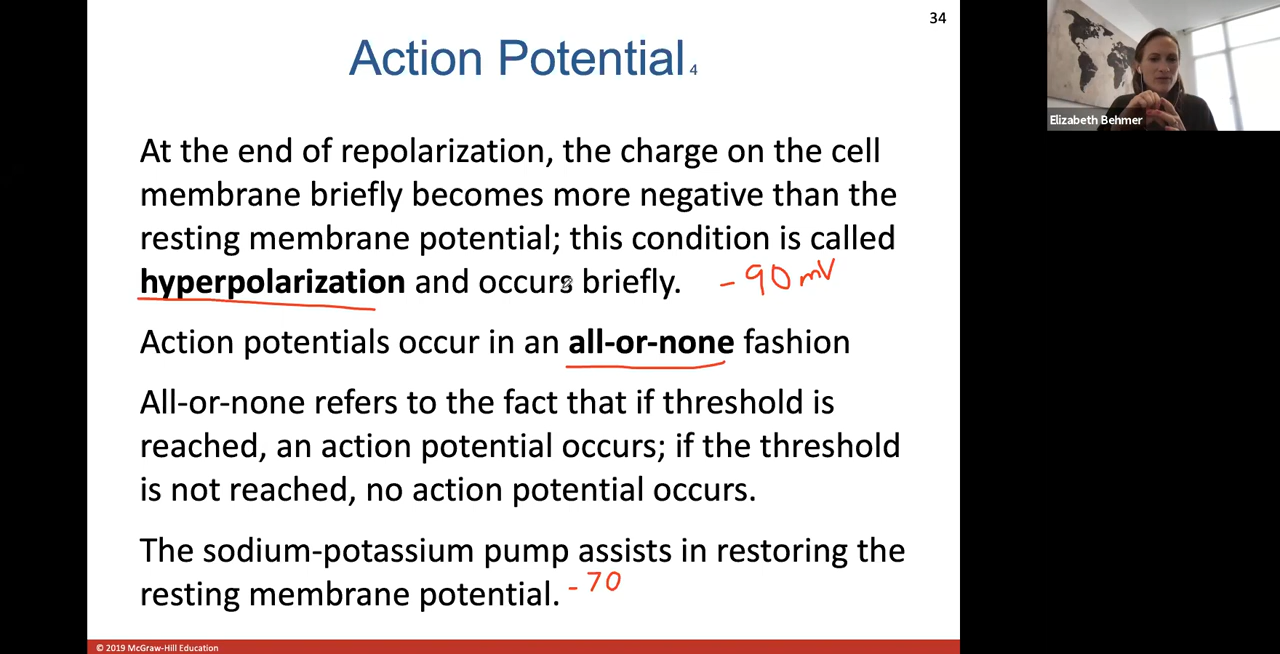 34
Action Potential 4
Elizabeth Behmer
At the end of repolarization, the charge on the cell
membrane briefly becomes more negative than the
resting membrane potential; this condition is called
hyperpolarization and occurs briefly. - 90 mV
Action potentials occur in an all-or-none fashion
All-or-none refers to the fact that if threshold is
reached, an action potential occurs; if the threshold
is not reached, no action potential occurs.
The sodium-potassium pump assists in restoring the
resting membrane potential. - 70
© 2019 McGraw-Hill Education